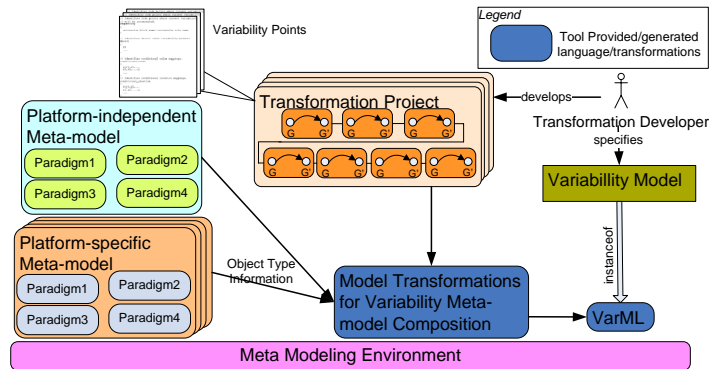 Legend
Tool Provided/generated
language/transformations
Variability Points
Transformation Project
G G' G G' G G'
G G' G G' G G' G G'
develops
Transformation Developer
specifies
Variabillity Model
instanceof
Platform-independent
Meta-model
Paradigm1 Paradigm2
Paradigm3 Paradigm4
Platform-specific
Meta-model
Paradigm1 Paradigm2
Paradigm3 Paradigm4
Object Type
Information
Model Transformations
for Variability Meta-
model Composition
VarML
Meta Modeling Environment